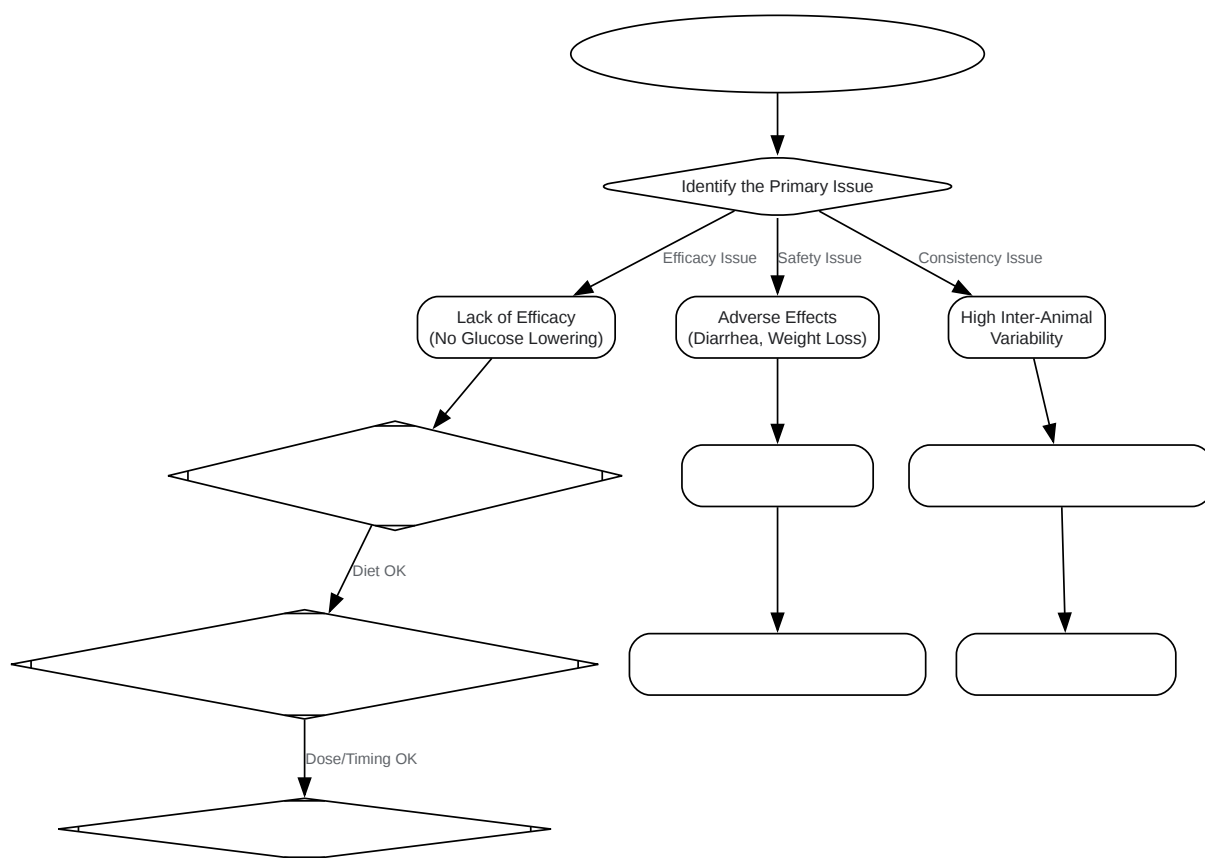 Identify the Primary Issue
Efficacy Issue
Safety Issue
Consistency Issue
Lack of Efficacy
(No Glucose Lowering)
Adverse Effects
(Diarrhea, Weight Loss)
High Inter-Animal
Variability
Diet OK
Dose/Timing OK